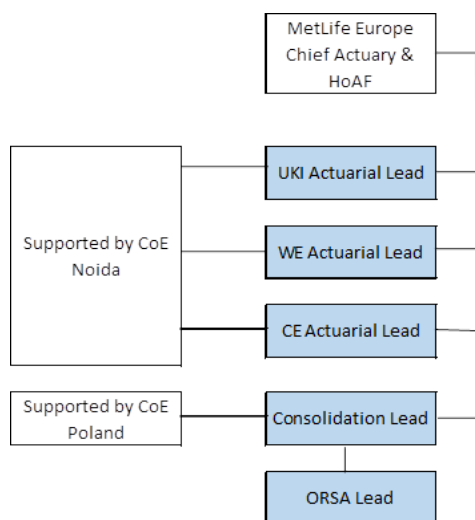 MetLife Europe
Chief Actuary &
HoAF
UKI Actuarial Lead
Supported by CoE
Noida
WE Actuarial Lead
CE Actuarial Lead
Supported by CoE
Poland
Consolidation Lead
ORSA Lead